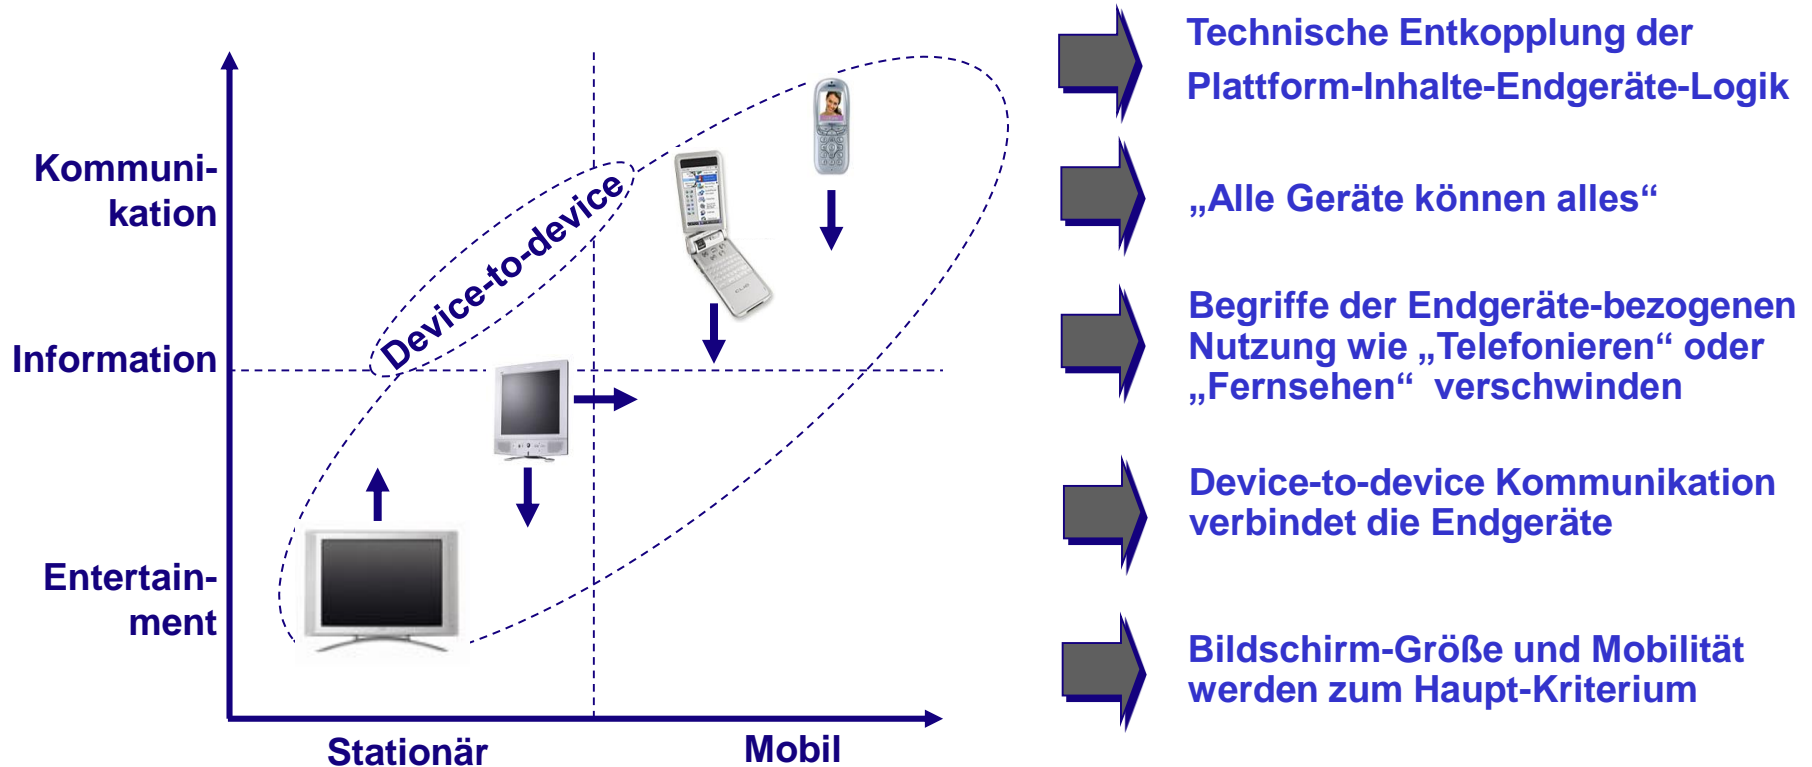 Kommuni-
kation
Information
Entertain-
ment
Stationär
Mobil
Device-to-device
Technische Entkopplung der
Plattform-Inhalte-Endgeräte-Logik
„Alle Geräte können alles“
Begriffe der Endgeräte-bezogenen
Nutzung wie „Telefonieren“ oder
„Fernsehen“ verschwinden
Device-to-device Kommunikation
verbindet die Endgeräte
Bildschirm-Größe und Mobilität
werden zum Haupt-Kriterium